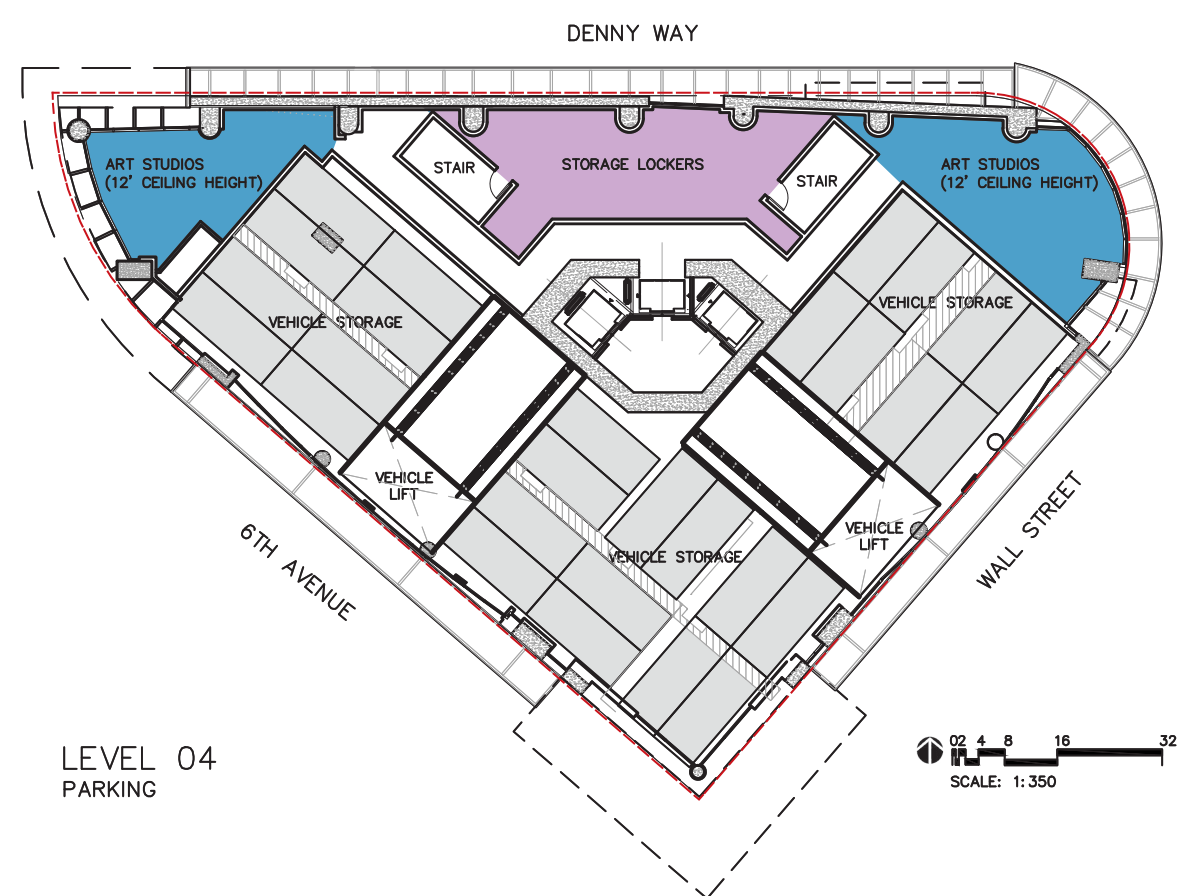 DENNY WAY
ART STUDIOS
(12' CEILING HEIGHT)
STAIR
STORAGE LOCKERS
STAIR
ART STUDIOS
(12' CEILING HEIGHT)
VEHICLE STORAGE
VEHICLE STORAGE
VEHICLE
LIFT
VEHICLE STORAGE
VEHICLE
LIFT
6TH AVENUE
WALL STREET
LEVEL 04
PARKING
02 4 8 16 32
SCALE: 1:350